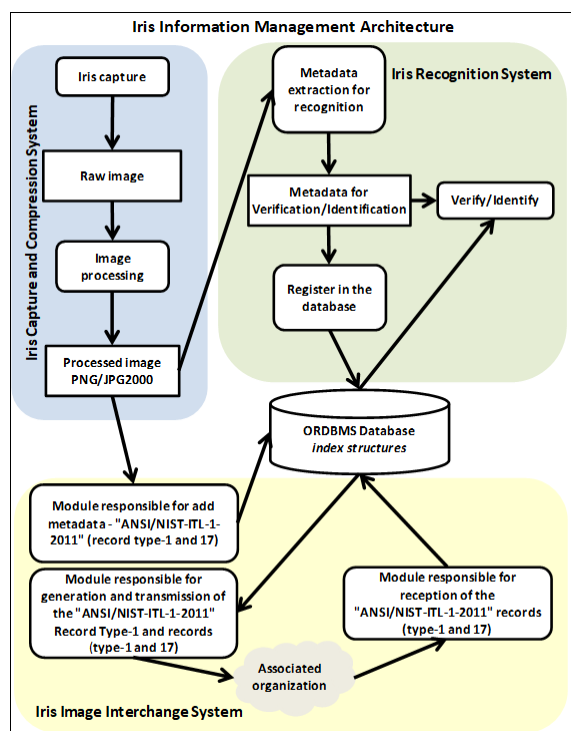 Iris Information Management Architecture
Iris Capture and Compression System
Iris capture
Raw image
Image
processing
Processed image
PNG/JPG2000
Iris Recognition System
Metadata
extraction for
recognition
Metadata for
Verification/Identification
Verify/Identify
Register in the
database
ORDBMS Database
index structures
Module responsible for add
metadata - "ANSI/NIST-ITL-1-
2011" (record type-1 and 17)
Module responsible for
generation and transmission of
the "ANSI/NIST-ITL-1-2011"
Record Type-1 and records
(type-1 and 17)
Module responsible for
reception of the
"ANSI/NIST-ITL-1-2011" records
(type-1 and 17)
Associated
organization
Iris Image Interchange System